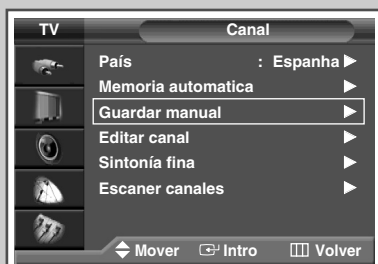 TV Canal
País : Espanha
Memoria automatica
Guardar manual
Editar canal
Sintonía fina
Escaner canales
Mover Intro Volver